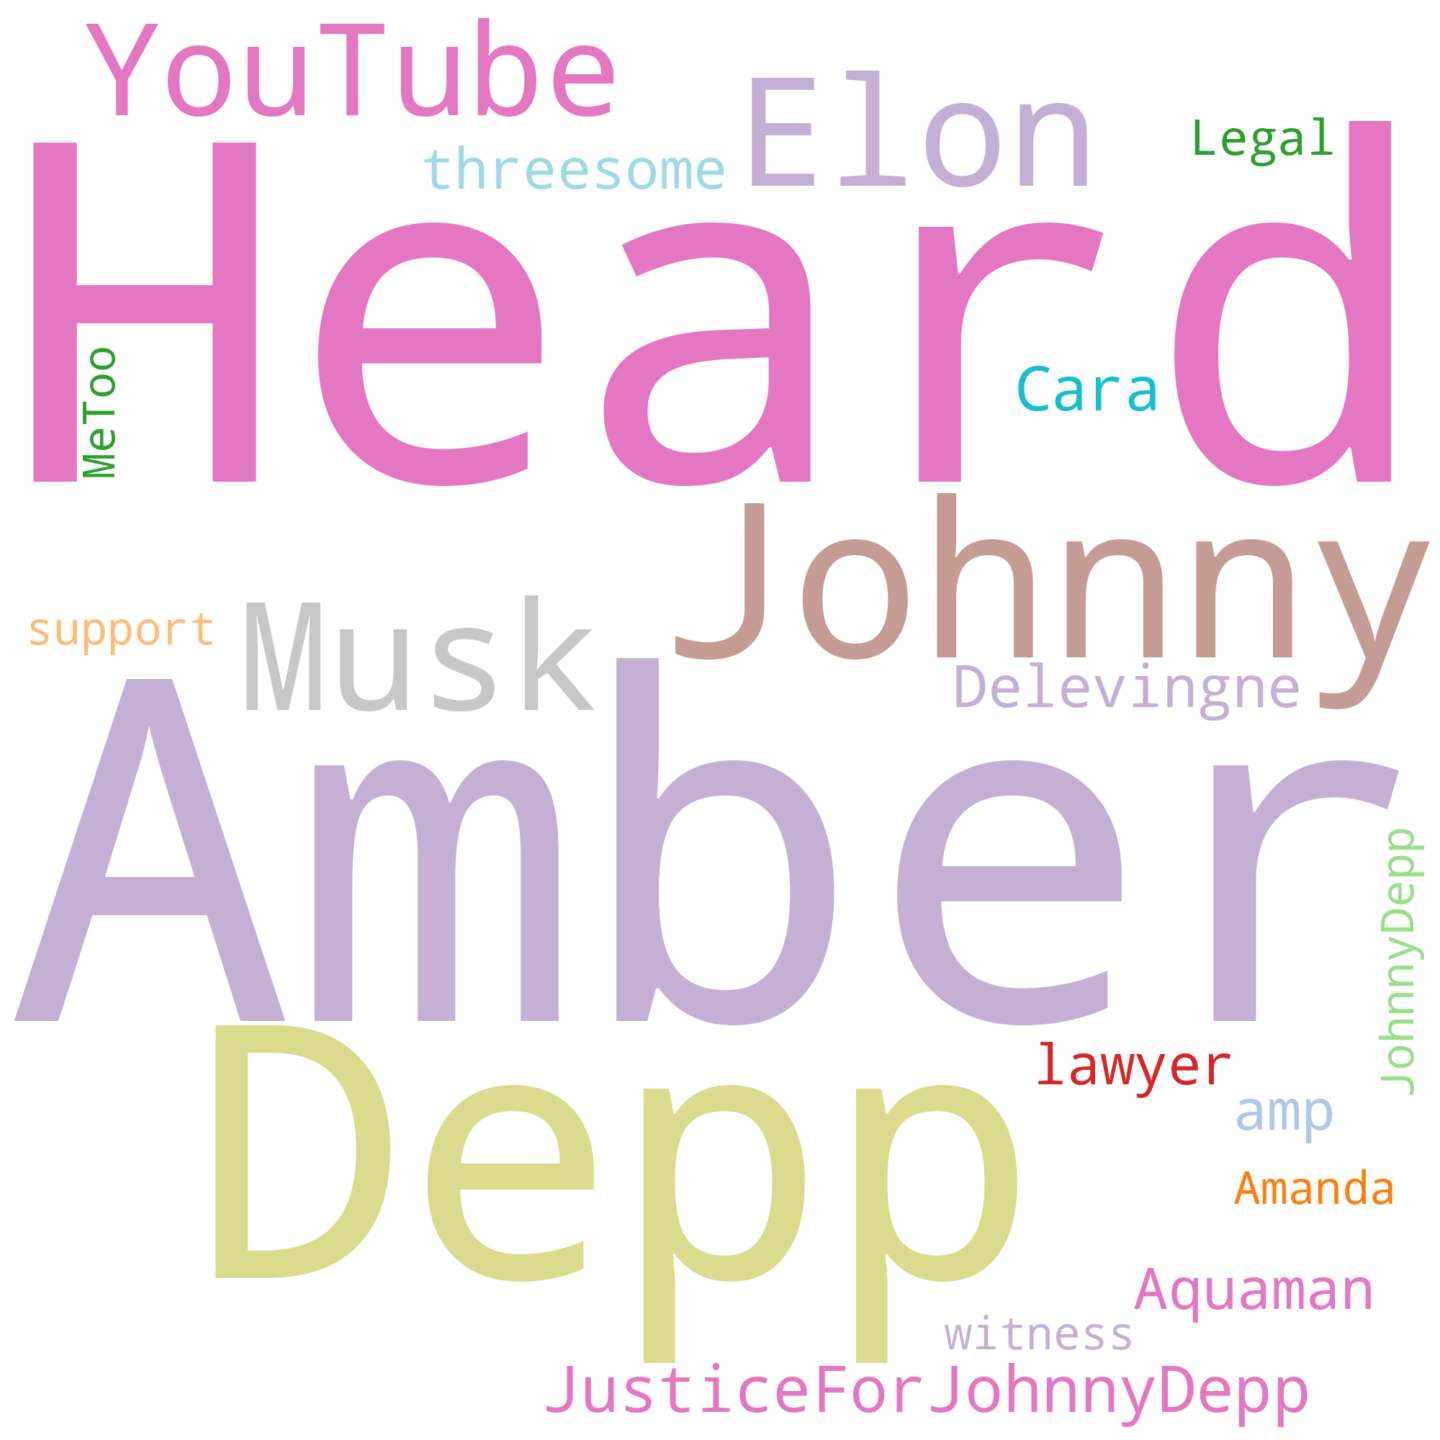 YouTube
Elon
Legal
threesome
Heard
MeToo
Cara
Johnny
Musk
support
Delevingne
Amber
JohnnyDepp
Depp
lawyer
amp
Amanda
Aquaman
witness
JusticeForJohnnyDepp